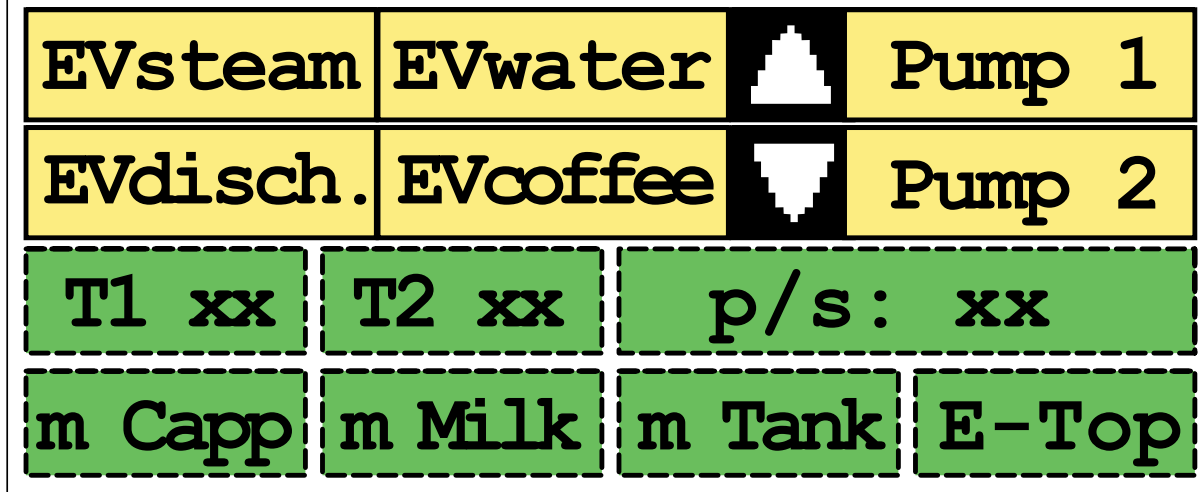 EVsteam EVwater Pump 1
EVdisch. EVcoffee Pump 2
T1 xx T2 xx p/s: xx
m Capp m Milk m Tank E-Top